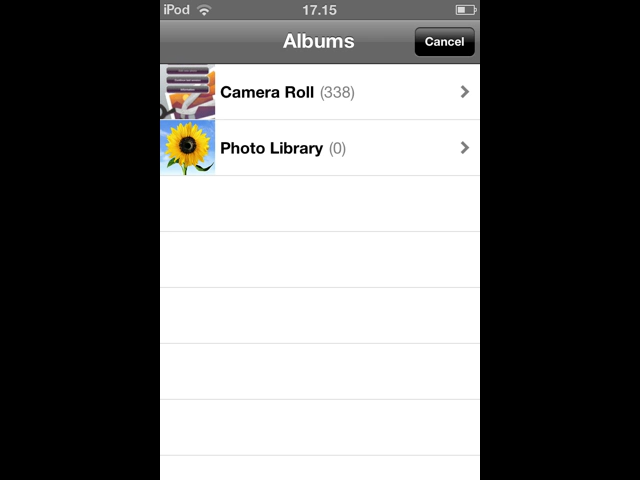 iPod 17.15
Albums Cancel
Camera Roll (338)
Photo Library (0)